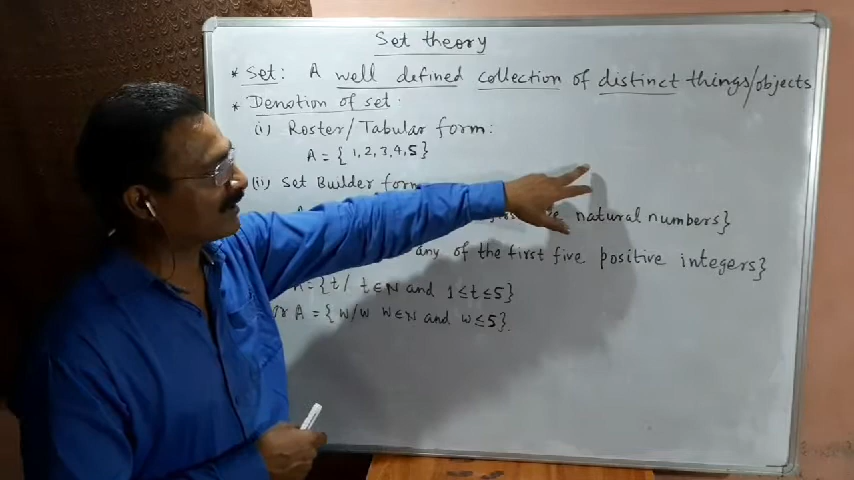 Set theory
* Set: A well defined collection of distinct things/objects
* Denotion of set.
(i) Roster/Tabular form:
A = {1,2,3,4,5}
(ii) Set Builder form
natural numbers}
any of the first five positive integers}
A = {t/ t∈N and 1≤t≤5}
A = {w/w w∈N and w≤5}.